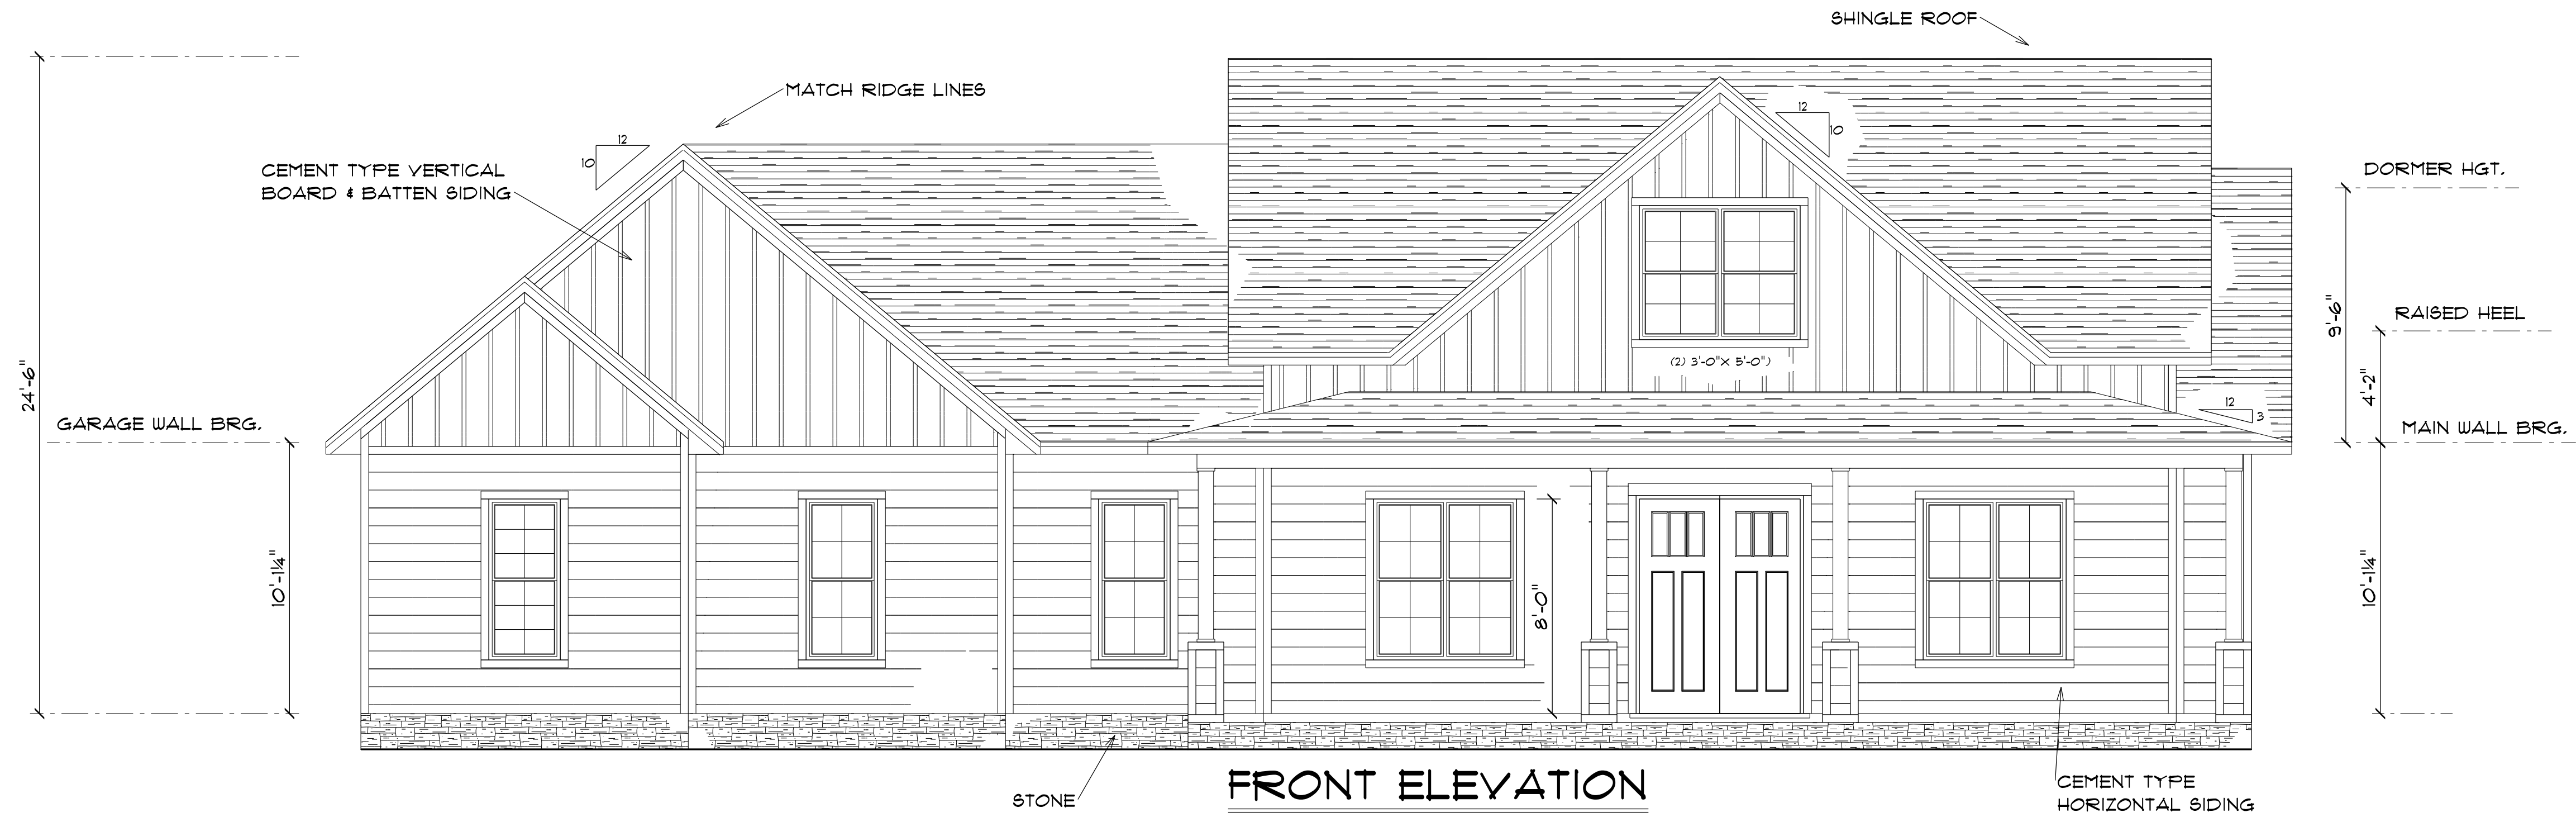 SHINGLE ROOF
MATCH RIDGE LINES
12
10
12
10
CEMENT TYPE VERTICAL
BOARD & BATTEN SIDING
DORMER HGT.
RAISED HEEL
9'-6"
24'-6"
(2) 3'-0"X 5'-0")
4'-2"
12
3
GARAGE WALL BRG.
MAIN WALL BRG.
10'-1¼"
8'-0"
10'-1¼"
STONE
FRONT ELEVATION
CEMENT TYPE
HORIZONTAL SIDING